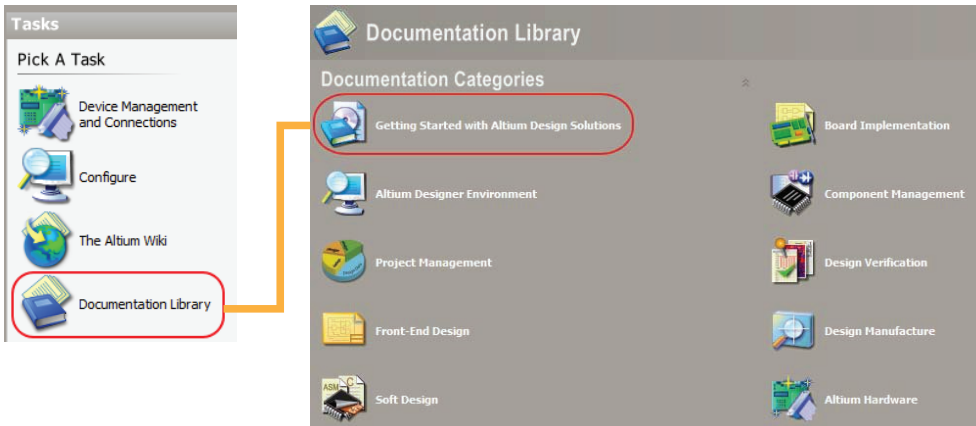 Tasks
Pick A Task
Device Management
and Connections
Configure
The Altium Wiki
Documentation Library
Documentation Library
Documentation Categories
Getting Started with Altium Design Solutions
Altium Designer Environment
Project Management
Front-End Design
ASM C
Soft Design
Board Implementation
Component Management
Design Verification
Design Manufacture
Altium Hardware